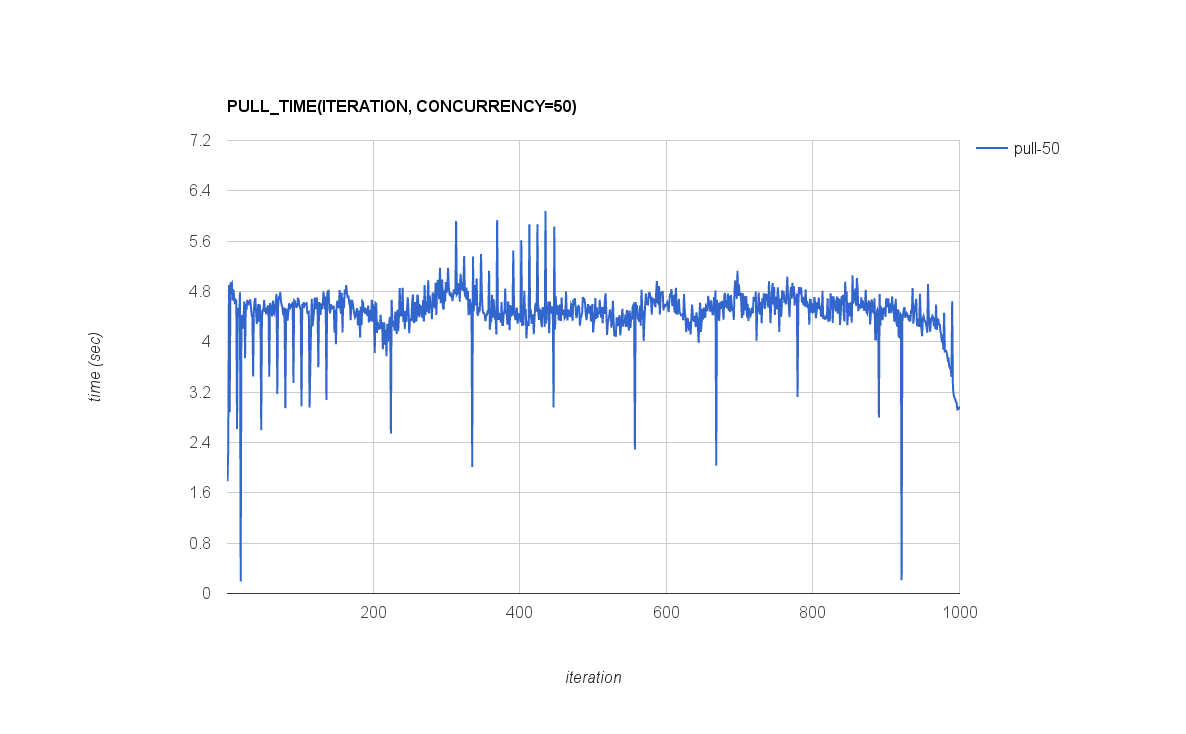 PULL_TIME(ITERATION, CONCURRENCY=50)
7.2
6.4
5.6
4.8
4
3.2
2.4
1.6
0.8
0
time (sec)
200 400 600 800 1000
iteration
pull-50